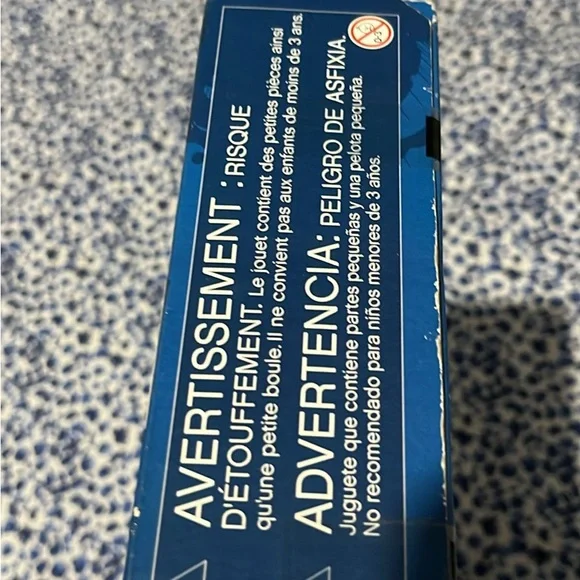 AVERTISSEMENT : RISQUE
D'ÉTOUFFEMENT. Le jouet contient des petites pièces ainsi
qu'une petite boule. Il ne convient pas aux enfants de moins de 3 ans.
ADVERTENCIA: PELIGRO DE ASFIXIA.
Juguete que contiene partes pequeñas y una pelota pequeña.
No recomendado para niños menores de 3 años.
0-3